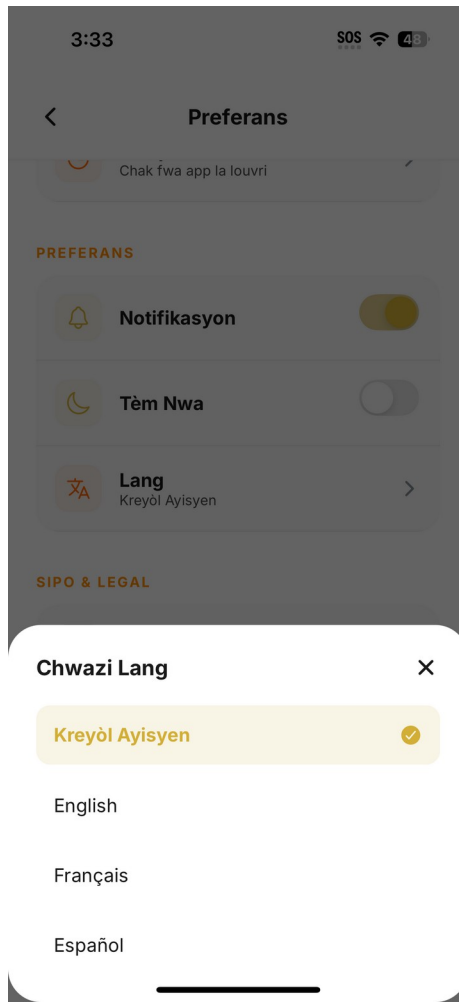 3:33
SOS
48
Preferans
Chak fwa app la louvri
PREFERANS
Notifikasyon
Tèm Nwa
Lang
Kreyòl Ayisyen
SIPO & LEGAL
Chwazi Lang
Kreyòl Ayisyen
English
Français
Español